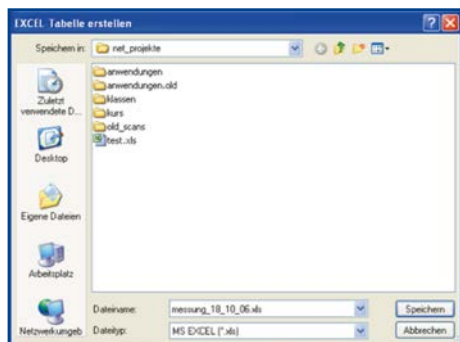 EXCEL Tabelle erstellen
Speichern in: net_projekte
anwendungen
anwendungen.old
klassen
kurs
old_scans
test.xls
Zuletzt
verwendete D...
Desktop
Eigene Dateien
Arbeitsplatz
Netzwerkumgeb
Dateiname: messung_18_10_06.xls Speichern
Dateityp: MS EXCEL (*.xls) Abbrechen